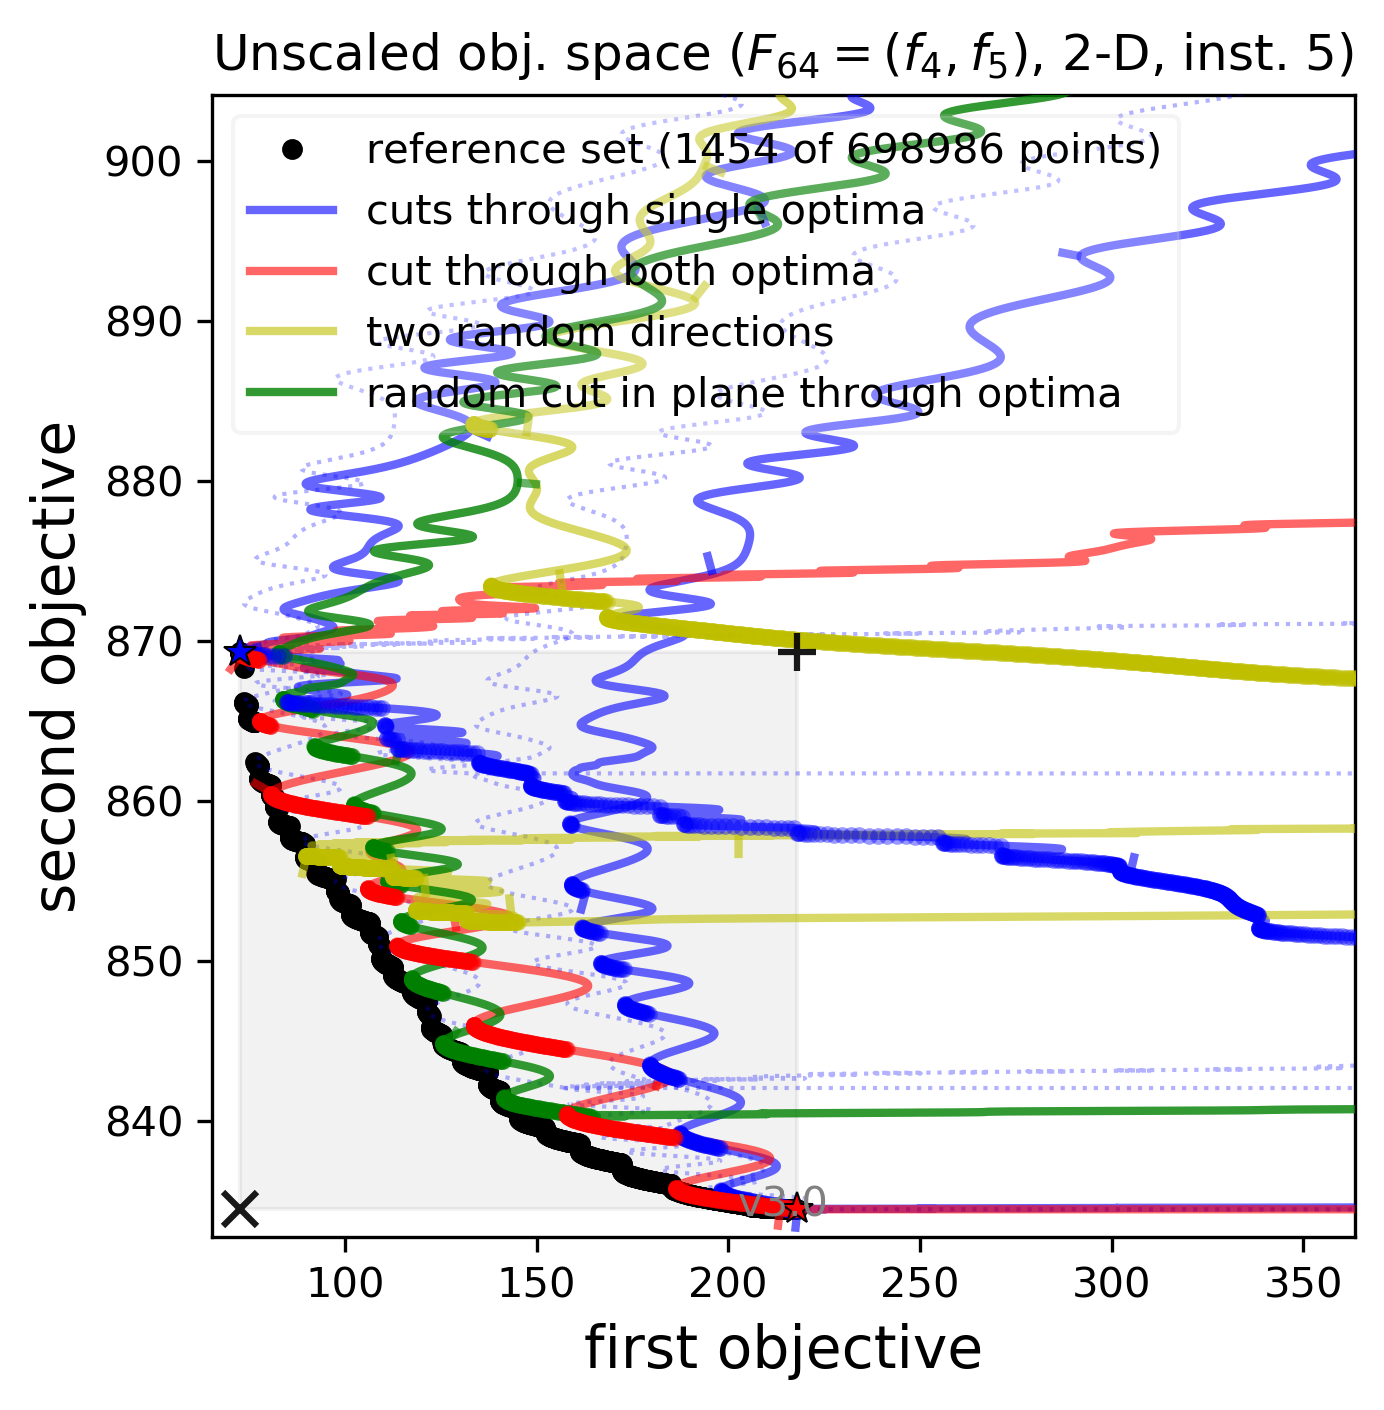 Unscaled obj. space (F₆₄ = (f₄, f₅), 2-D, inst. 5)
reference set (1454 of 698986 points)
cuts through single optima
cut through both optima
two random directions
random cut in plane through optima
second objective
900
890
880
870
860
850
840
v3.0
100
150
200
250
300
350
first objective